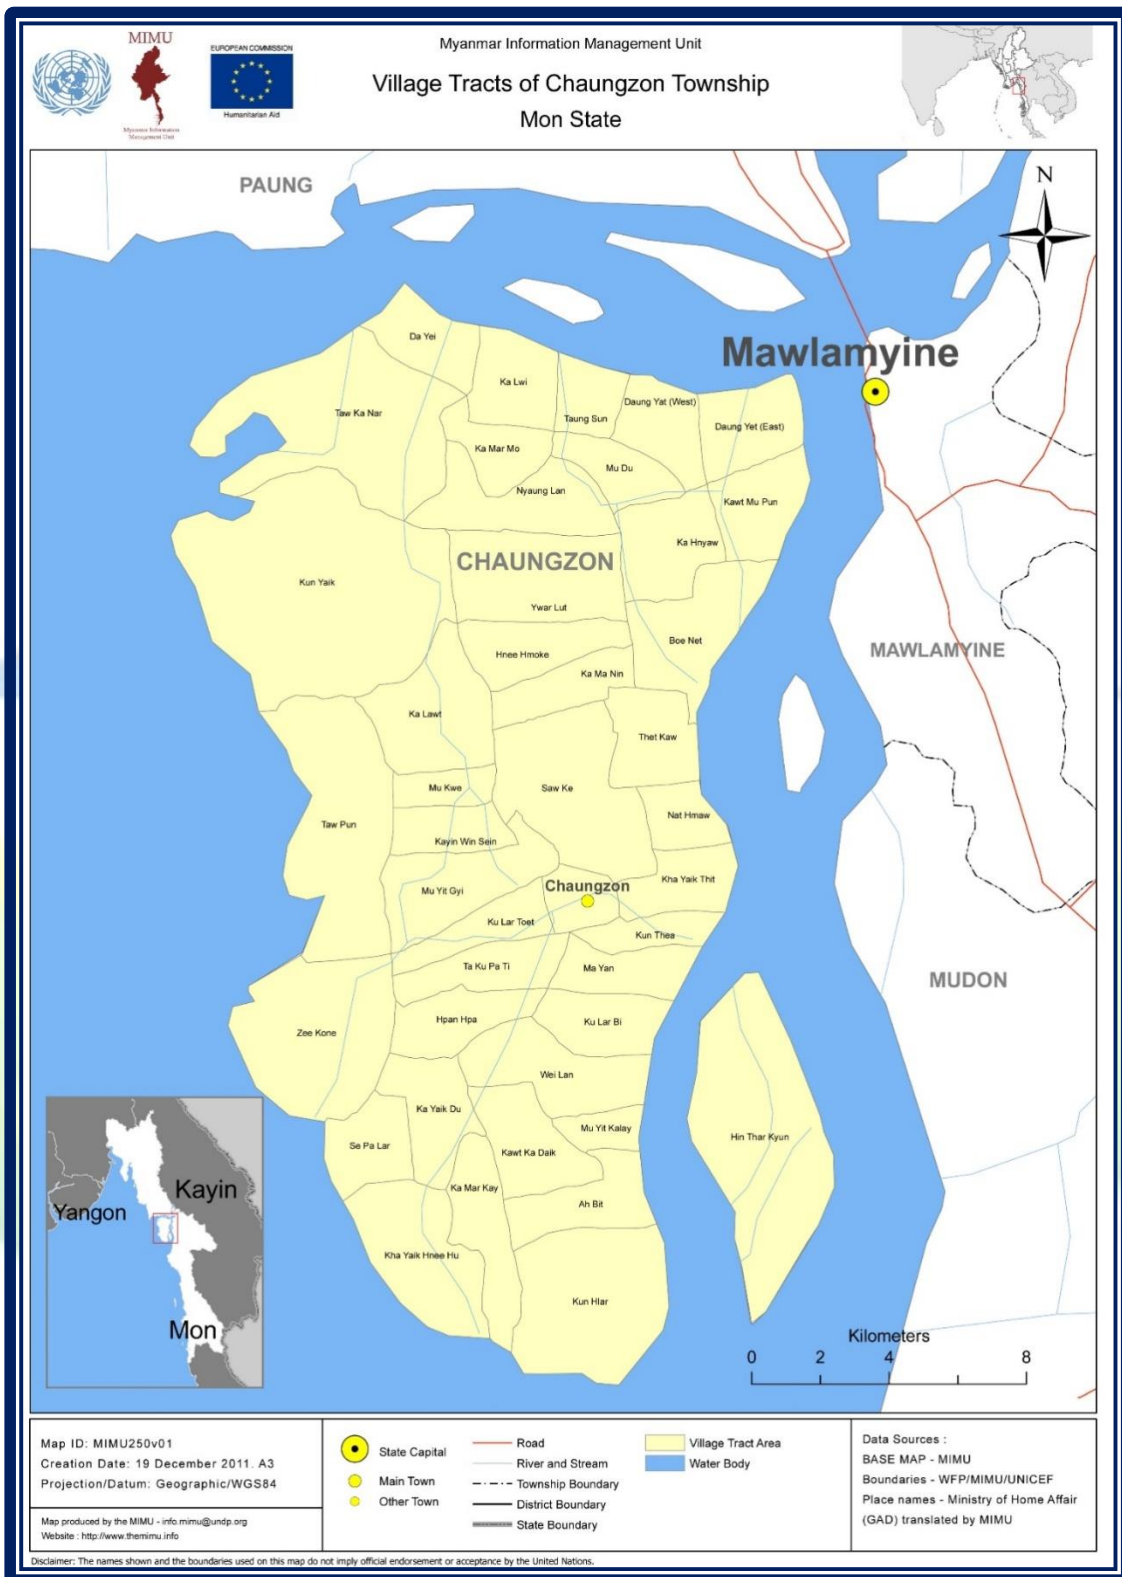 MIMU
Myanmar Information
Management Unit
EUROPEAN COMMISSION
Humanitarian Aid
Myanmar Information Management Unit
Village Tracts of Chaungzon Township
Mon State
PAUNG
N
Mawlamyine
Da Yei
Ka Lwi
Taw Ka Nar
Taung Sun
Daung Yat (West)
Daung Yet (East)
Ka Mar Mo
Mu Du
Nyaung Lan
Kawt Mu Pun
Ka Hnyaw
CHAUNGZON
Kun Yaik
Ywar Lut
Boe Net
MAWLAMYINE
Hnee Hmoke
Ka Ma Nin
Ka Lawt
Thet Kaw
Mu Kwe
Saw Ke
Nat Hmaw
Taw Pun
Kayin Win Sein
Kha Yaik Thit
Mu Yit Gyi
Chaungzon
Ku Lar Toet
Kun Thea
Ta Ku Pa Ti
Ma Yan
MUDON
Hpan Hpa
Ku Lar Bi
Zee Kone
Wei Lan
Ka Yaik Du
Mu Yit Kalay
Hin Thar Kyun
Se Pa Lar
Kawt Ka Daik
Ka Mar Kay
Ah Bit
Kha Yaik Hnee Hu
Kun Hlar
Kayin
Yangon
Mon
Kilometers
0 2 4 8
Map ID: MIMU250v01
Creation Date: 19 December 2011. A3
Projection/Datum: Geographic/WGS84
Map produced by the MIMU - info.mimu@undp.org
Website : http://www.themimu.info
State Capital
Main Town
Other Town
Road
River and Stream
Township Boundary
District Boundary
State Boundary
Village Tract Area
Water Body
Data Sources :
BASE MAP - MIMU
Boundaries - WFP/MIMU/UNICEF
Place names - Ministry of Home Affair
(GAD) translated by MIMU
Disclaimer: The names shown and the boundaries used on this map do not imply official endorsement or acceptance by the United Nations.